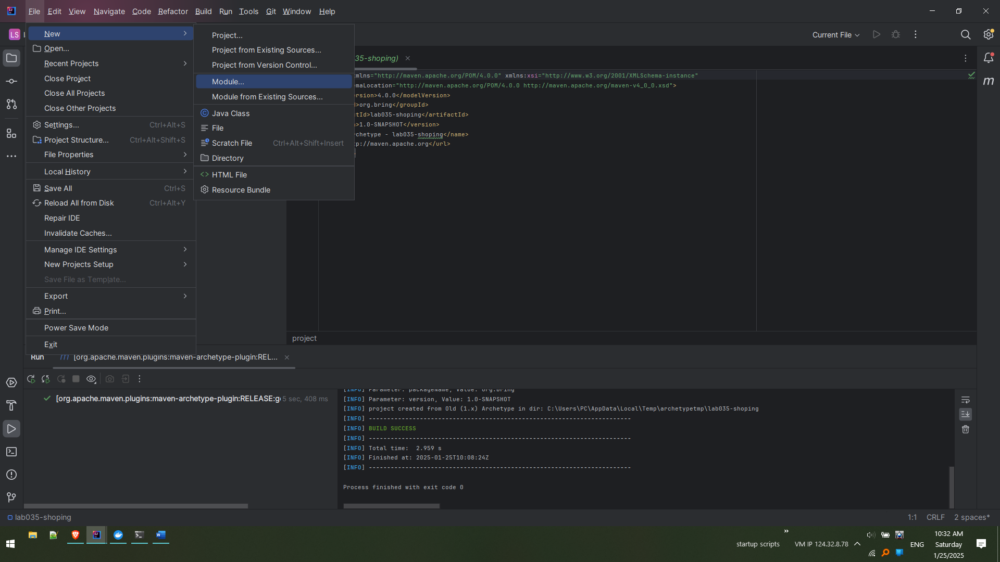 File Edit View Navigate Code Refactor Build Run Tools Git Window Help
LS
Current File
New
Open...
Recent Projects
Close Project
Close All Projects
Close Other Projects
Settings... Ctrl+Alt+S
Project Structure... Ctrl+Alt+Shift+S
File Properties
Local History
Save All Ctrl+S
Reload All from Disk Ctrl+Alt+Y
Repair IDE
Invalidate Caches...
Manage IDE Settings
New Projects Setup
Save File as Template...
Export
Print...
Power Save Mode
Exit
Project...
Project from Existing Sources...
Project from Version Control...
Module...
Module from Existing Sources...
Java Class
File
Scratch File Ctrl+Alt+Shift+Insert
Directory
HTML File
Resource Bundle
35-shoping)
mlns="http://maven.apache.org/POM/4.0.0" xmlns:xsi="http://www.w3.org/2001/XMLSchema-instance"
emaLocation="http://maven.apache.org/POM/4.0.0 http://maven.apache.org/maven-v4_0_0.xsd">
ersion>4.0.0</modelVersion>
d>org.bring</groupId>
ctId>lab035-shoping</artifactId>
n>1.0-SNAPSHOT</version>
rchetype - lab035-shoping</name>
tp://maven.apache.org</url>
m
project
Run
m [org.apache.maven.plugins:maven-archetype-plugin:REL...
[org.apache.maven.plugins:maven-archetype-plugin:RELEASE:g 5 sec, 408 ms
[INFO] Parameter: packageName, Value: org.bring
[INFO] Parameter: version, Value: 1.0-SNAPSHOT
[INFO] project created from Old (1.x) Archetype in dir: C:\Users\PC\AppData\Local\Temp\archetypetmp\lab035-shoping
[INFO] ------------------------------------------------------------------------
[INFO] BUILD SUCCESS
[INFO] ------------------------------------------------------------------------
[INFO] Total time:  2.959 s
[INFO] Finished at: 2025-01-25T10:08:24Z
[INFO] ------------------------------------------------------------------------
Process finished with exit code 0
lab035-shoping
1:1 CRLF 2 spaces*
startup scripts
VM IP 124.32.8.78
ENG
10:32 AM
Saturday
1/25/2025